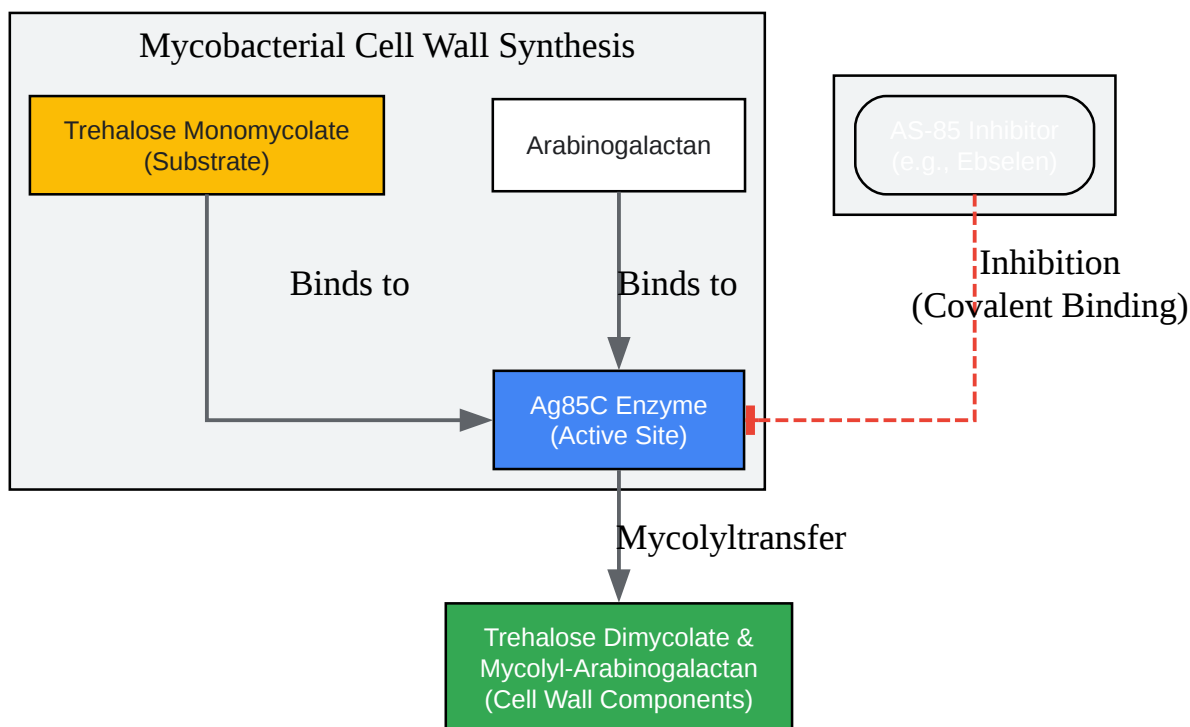 Mycobacterial Cell Wall Synthesis
Trehalose Monomycolate
(Substrate)
Arabinogalactan
AS-85 Inhibitor
(e.g., Ebselen)
Binds to
Binds to
Inhibition
(Covalent Binding)
Ag85C Enzyme
(Active Site)
Mycolyltransfer
Trehalose Dimycolate &
Mycolyl-Arabinogalactan
(Cell Wall Components)